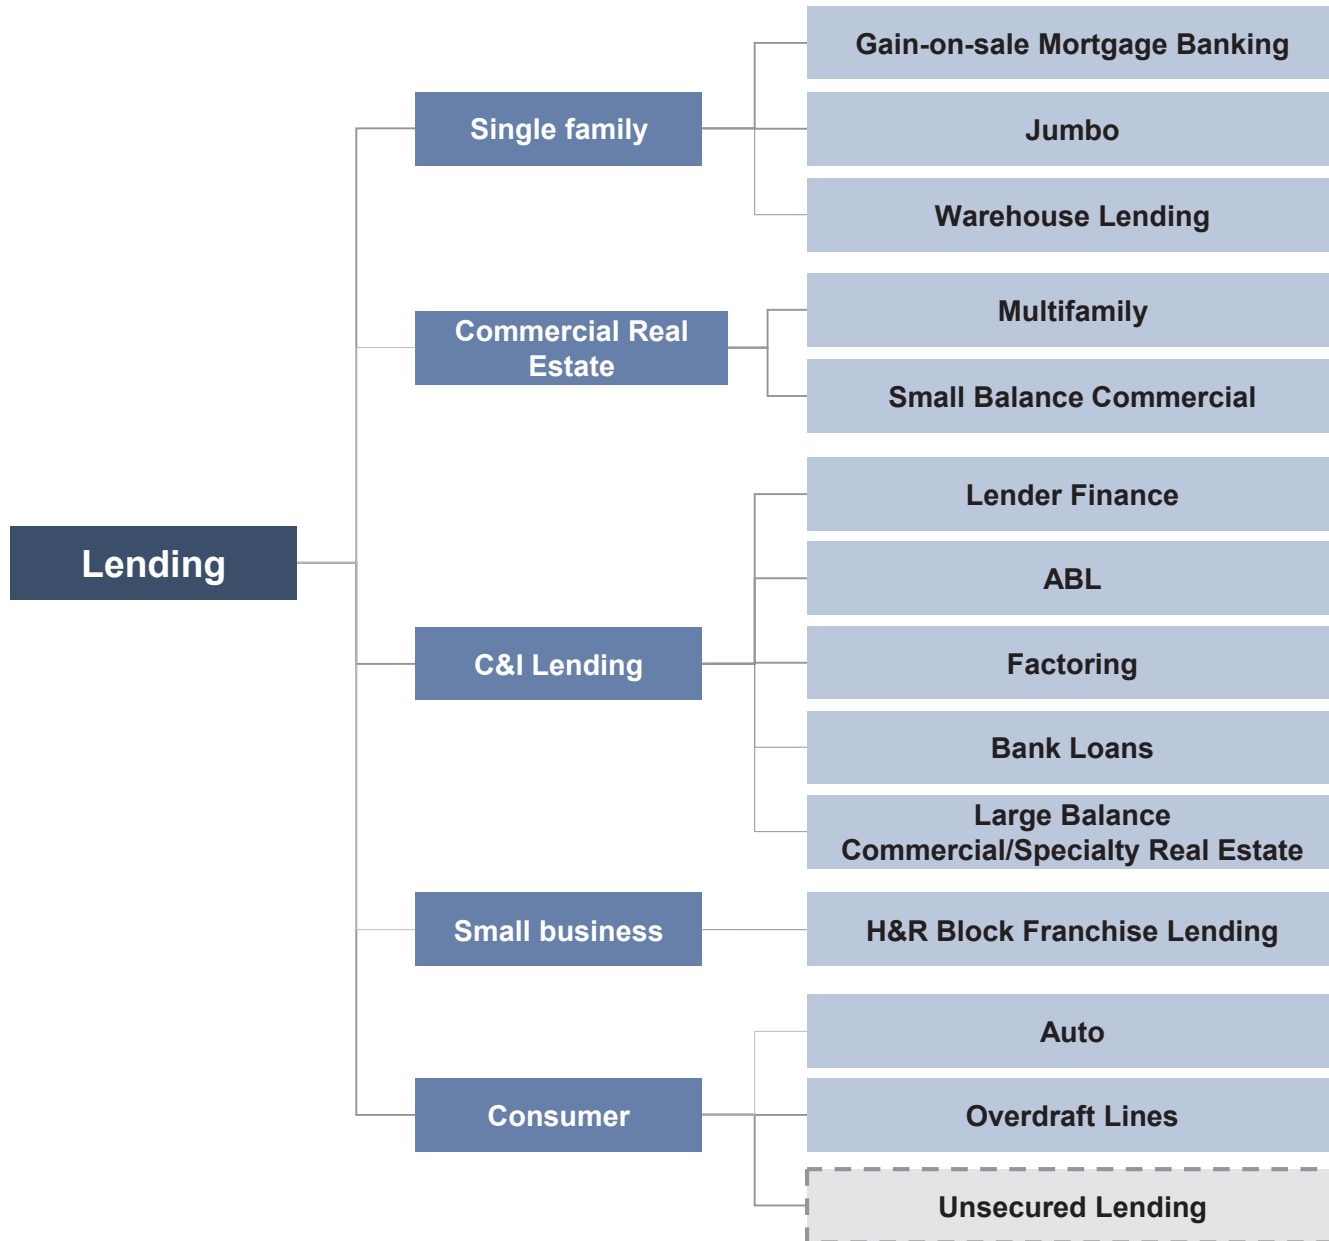 Lending
Single family
Gain-on-sale Mortgage Banking
Jumbo
Warehouse Lending
Commercial Real
Estate
Multifamily
Small Balance Commercial
C&I Lending
Lender Finance
ABL
Factoring
Bank Loans
Large Balance
Commercial/Specialty Real Estate
Small business
H&R Block Franchise Lending
Consumer
Auto
Overdraft Lines
Unsecured Lending